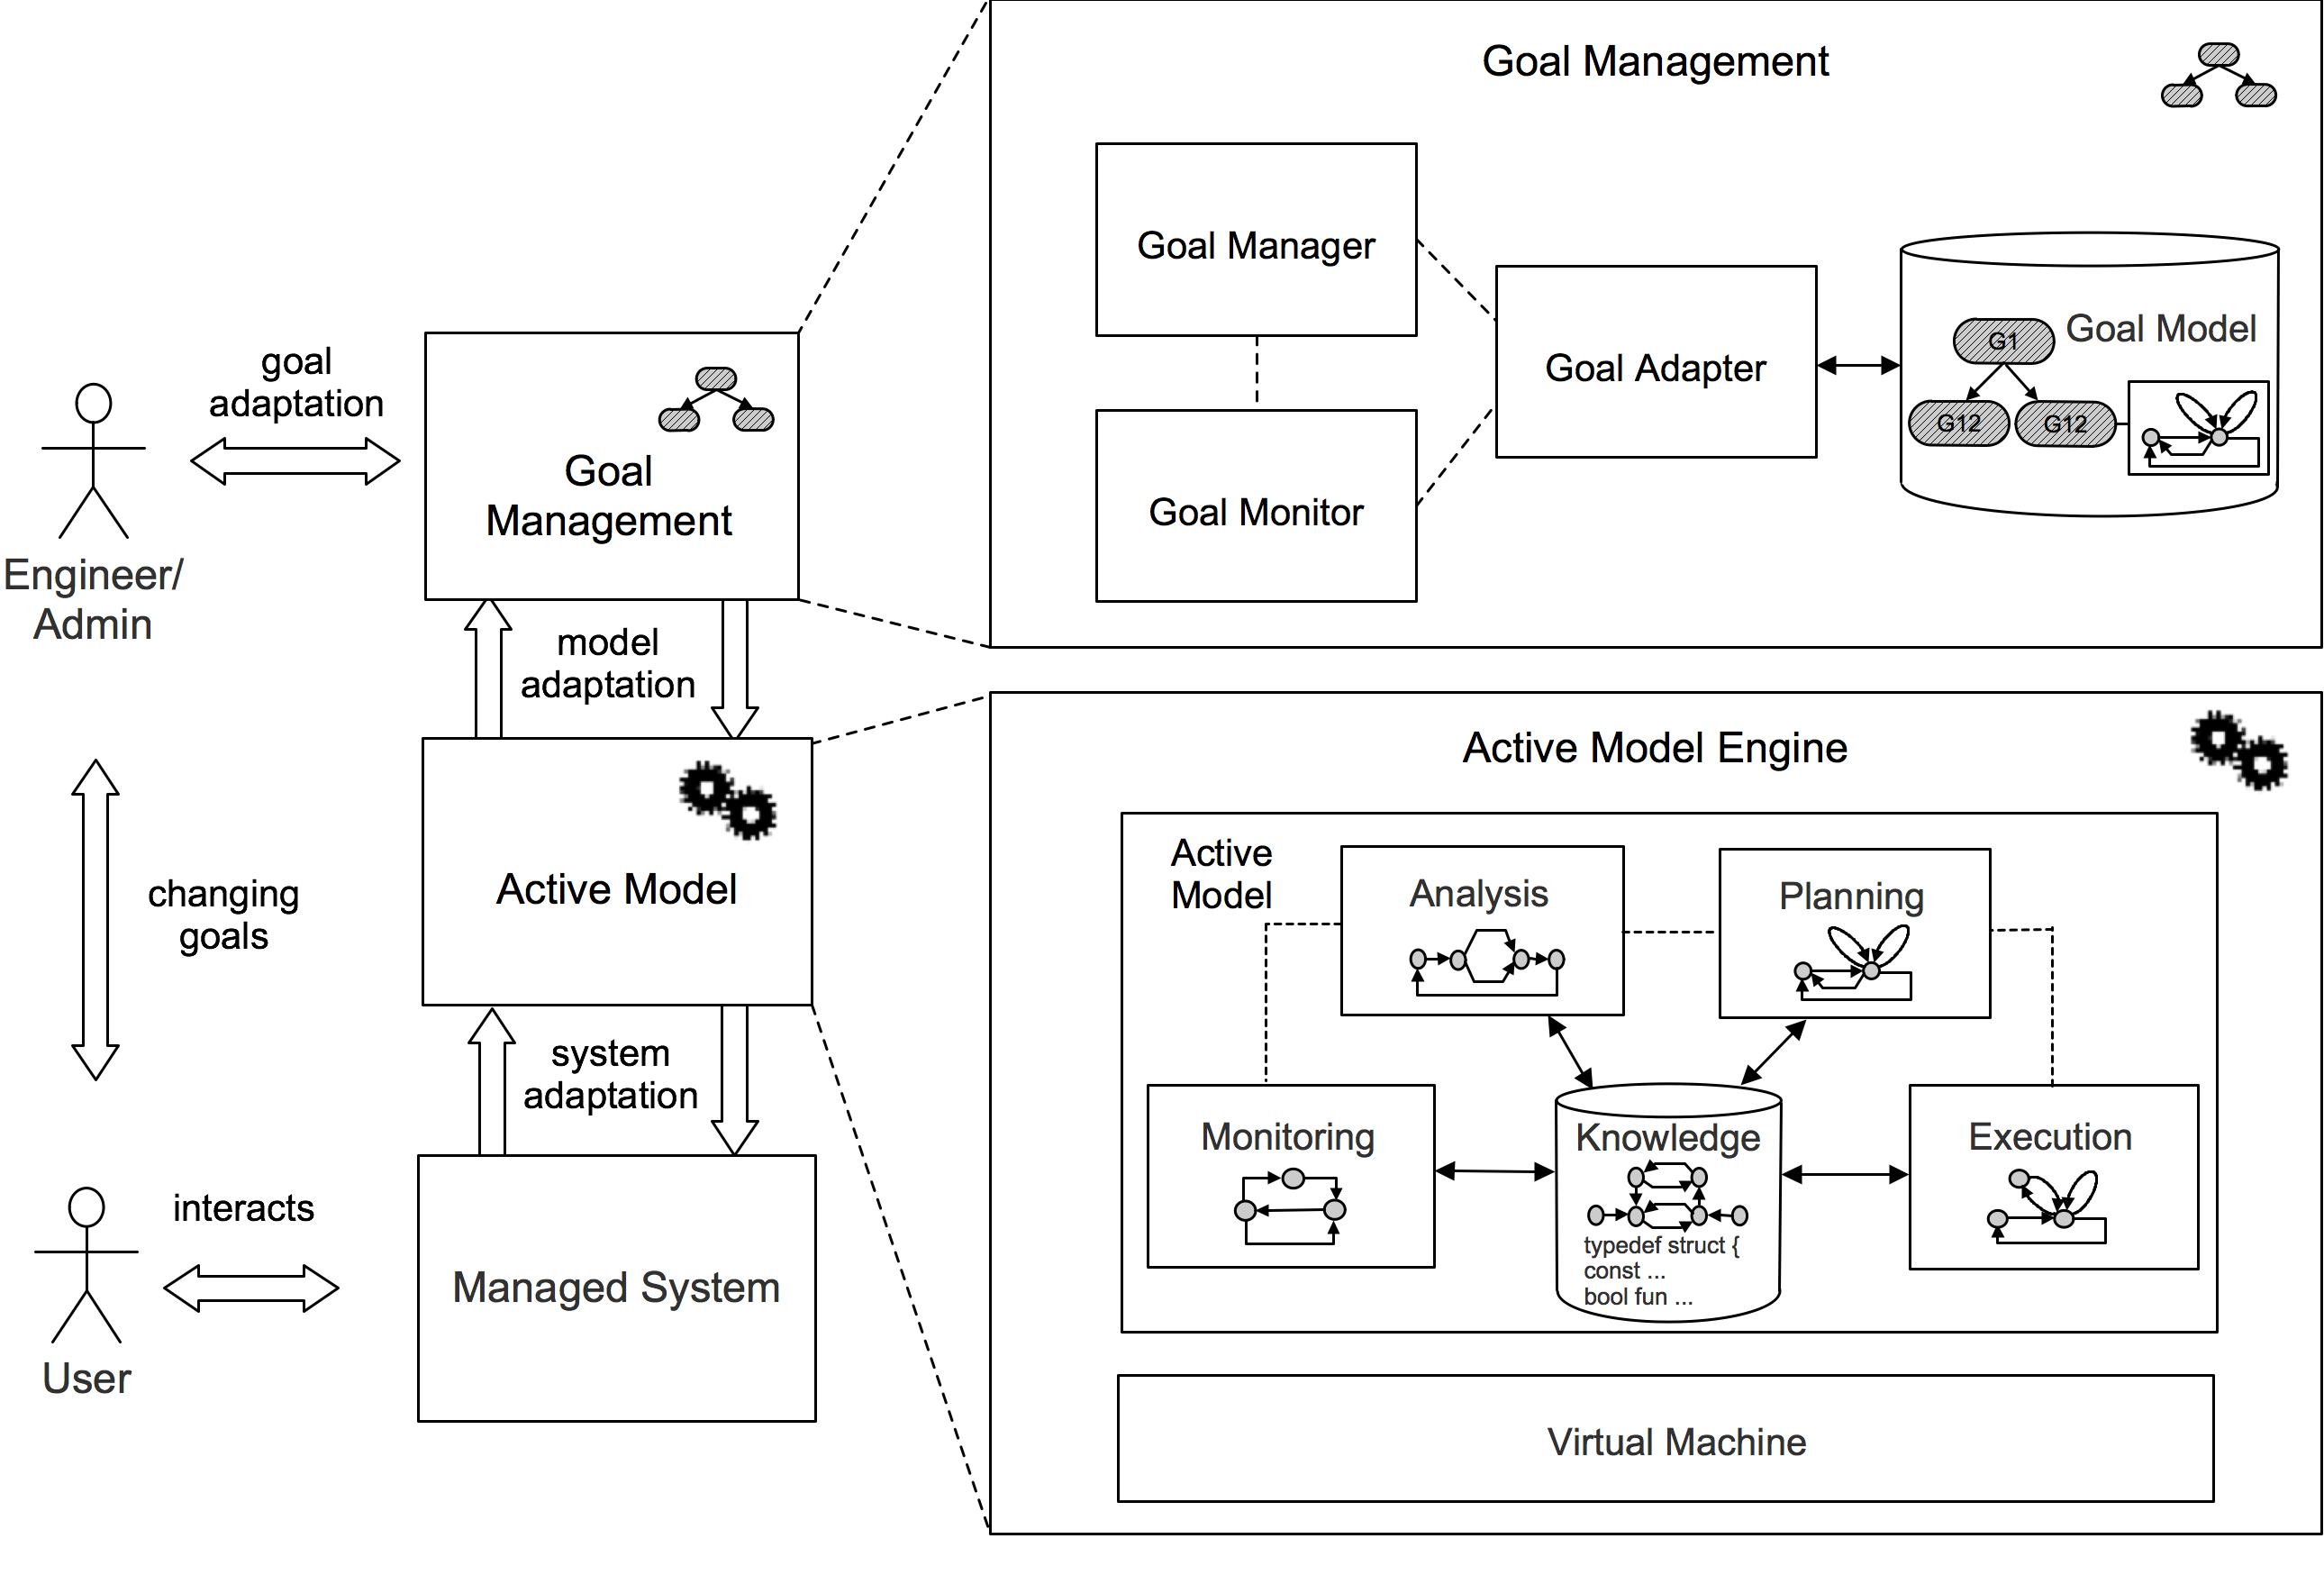 Goal Management
Goal Manager
Goal Adapter
Goal Model
G1
G12
G12
Goal Monitor
goal
adaptation
Engineer/
Admin
Goal
Management
model
adaptation
changing
goals
Active Model
system
adaptation
interacts
User
Managed System
Active Model Engine
Active
Model
Analysis
Planning
Monitoring
Knowledge
typedef struct {
const ...
bool fun ...
Execution
Virtual Machine